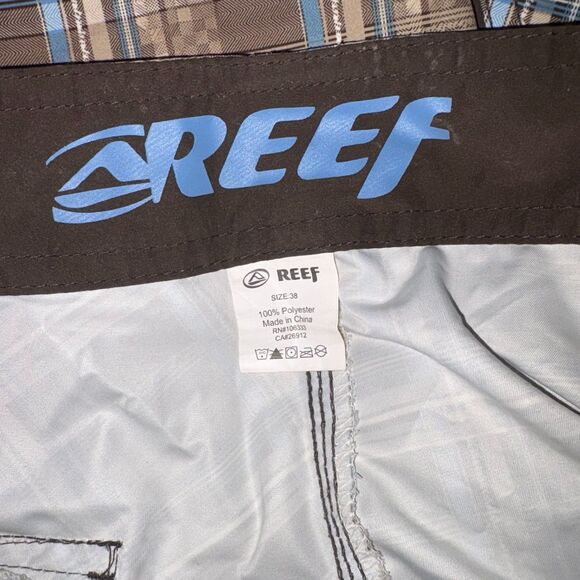 REEF
REEF
SIZE:38
100% Polyester
Made in China
RN#106333
CA#26912